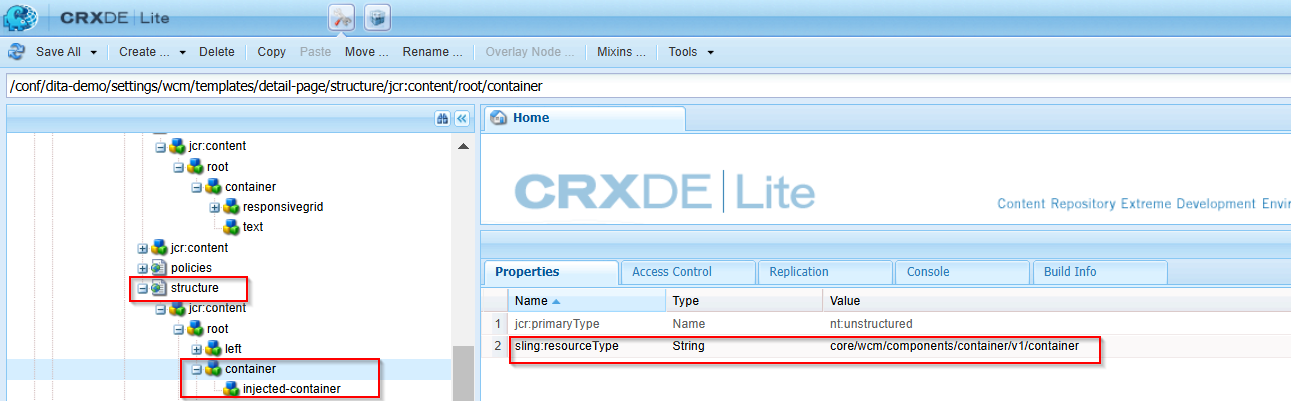 CRXDE | Lite
Save All Create ... Delete Copy Paste Move ... Rename ... Overlay Node ... Mixins ... Tools
/conf/dita-demo/settings/wcm/templates/detail-page/structure/jcr:content/root/container
jcr:content
root
container
responsivegrid
text
jcr:content
policies
structure
jcr:content
root
left
container
injected-container
Home
CRXDE | Lite
Content Repository Extreme Development Envir
Properties Access Control Replication Console Build Info
Name Type Value
1 jcr:primaryType Name nt:unstructured
2 sling:resourceType String core/wcm/components/container/v1/container